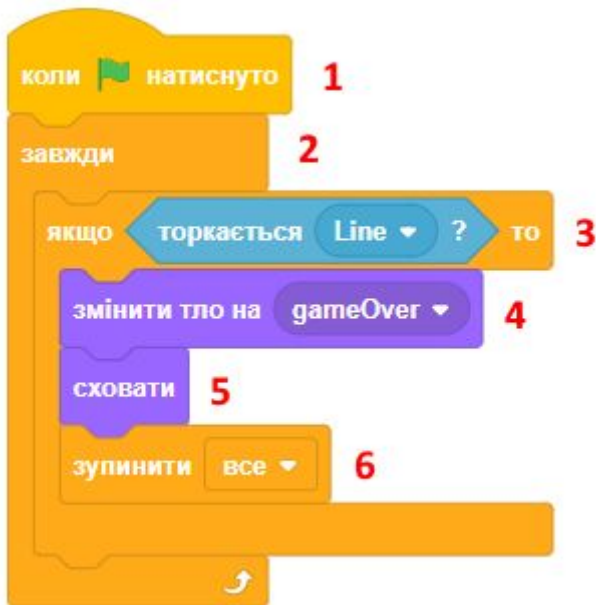 коли натиснуто 1
завжди 2
якщо торкається Line ? то 3
змінити тло на gameOver 4
сховати 5
зупинити все 6